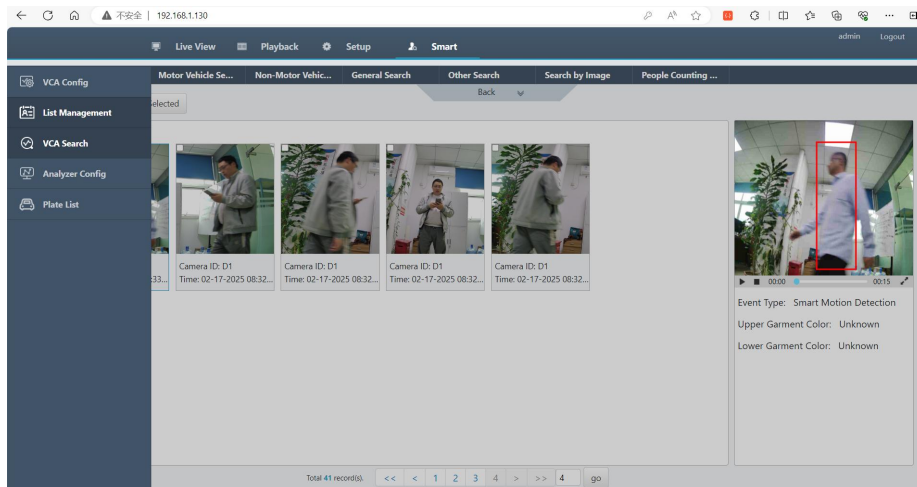 不安全 | 192.168.1.130
admin Logout
Live View Playback Setup Smart
VCA Config
List Management
VCA Search
Analyzer Config
Plate List
Motor Vehicle Se... Non-Motor Vehic... General Search Other Search Search by Image People Counting ...
elected
Back
Camera ID: D1 Camera ID: D1 Camera ID: D1 Camera ID: D1
:33... Time: 02-17-2025 08:32... Time: 02-17-2025 08:32... Time: 02-17-2025 08:32... Time: 02-17-2025 08:32...
00:00 00:15
Event Type: Smart Motion Detection
Upper Garment Color: Unknown
Lower Garment Color: Unknown
Total 41 record(s). << < 1 2 3 4 > >> 4 go